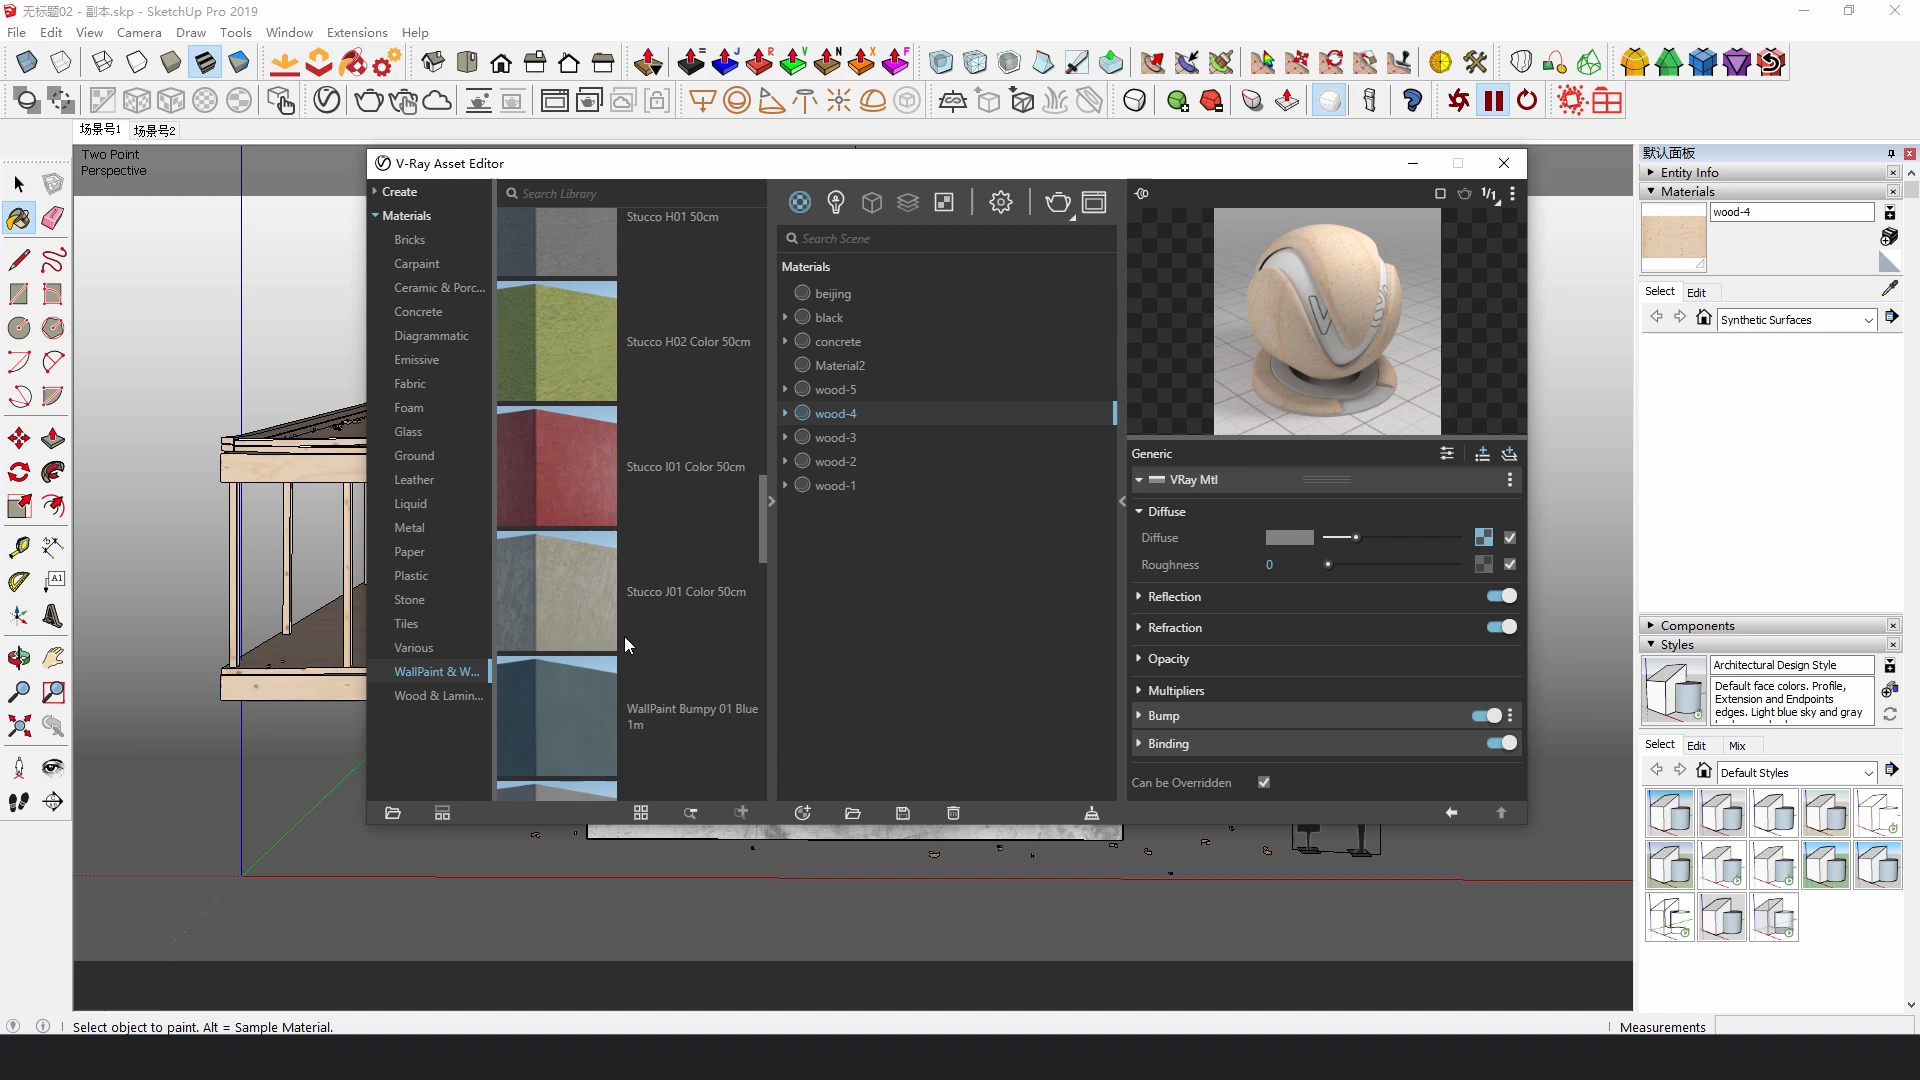 无标题02 - 副本.skp - SketchUp Pro 2019
File Edit View Camera Draw Tools Window Extensions Help
场景号1 场景号2
Two Point
Perspective
V-Ray Asset Editor
Create
Materials
Bricks
Carpaint
Ceramic & Porc...
Concrete
Diagrammatic
Emissive
Fabric
Foam
Glass
Ground
Leather
Liquid
Metal
Paper
Plastic
Stone
Tiles
Various
WallPaint & W...
Wood & Lamin...
Search Library
Stucco H01 50cm
Stucco H02 Color 50cm
Stucco I01 Color 50cm
Stucco J01 Color 50cm
WallPaint Bumpy 01 Blue
1m
Search Scene
Materials
beijing
black
concrete
Material2
wood-5
wood-4
wood-3
wood-2
wood-1
1/1
Generic
VRay Mtl
Diffuse
Diffuse
Roughness 0
Reflection
Refraction
Opacity
Multipliers
Bump
Binding
Can be Overridden
默认面板
Entity Info
Materials
wood-4
Select Edit
Synthetic Surfaces
Components
Styles
Architectural Design Style
Default face colors. Profile,
Extension and Endpoints
edges. Light blue sky and gray
Select Edit Mix
Default Styles
Select object to paint. Alt = Sample Material.
Measurements